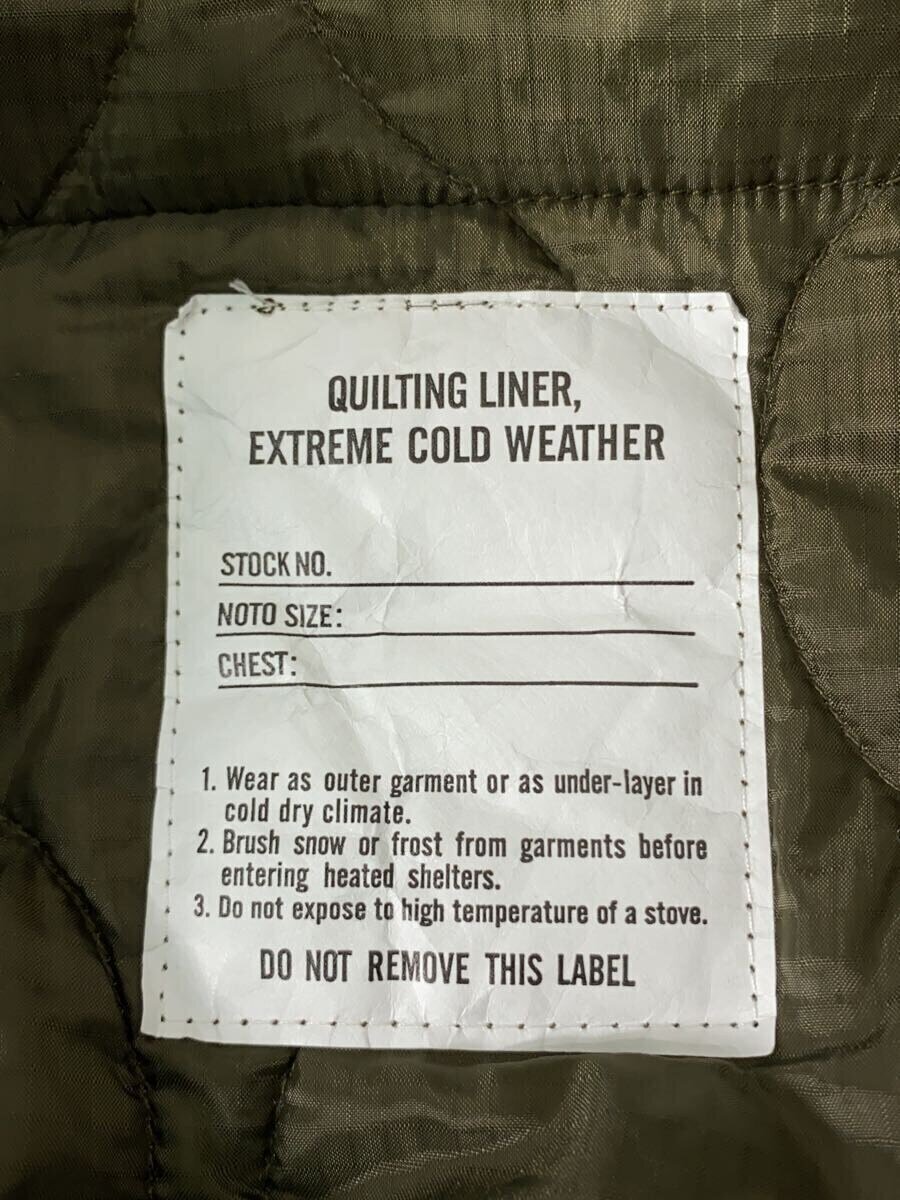 QUILTING LINER,
EXTREME COLD WEATHER
STOCK NO.
NOTO SIZE:
CHEST:
1. Wear as outer garment or as under-layer in
cold dry climate.
2. Brush snow or frost from garments before
entering heated shelters.
3. Do not expose to high temperature of a stove.
DO NOT REMOVE THIS LABEL